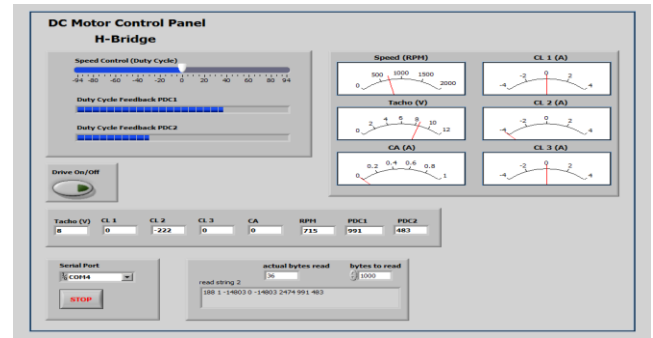 DC Motor Control Panel
H-Bridge
Speed Control (Duty Cycle)
-94 -80 -60 -40 -20 0 20 40 60 80 94
Duty Cycle Feedback PDC1
Duty Cycle Feedback PDC2
Drive On/Off
Speed (RPM)
0 500 1000 1500 2000
CL 1 (A)
-4 -2 0 2 4
Tacho (V)
0 2 4 6 8 10 12
CL 2 (A)
-4 -2 0 2 4
CA (A)
0 0.2 0.4 0.6 0.8 1
CL 3 (A)
-4 -2 0 2 4
Tacho (V) CL 1 CL 2 CL 3 CA RPM PDC1 PDC2
8 0 -222 0 0 715 991 483
Serial Port
COM4
STOP
actual bytes read bytes to read
36 1000
read string 2
188 1 -14803 0 -14803 2474 991 483